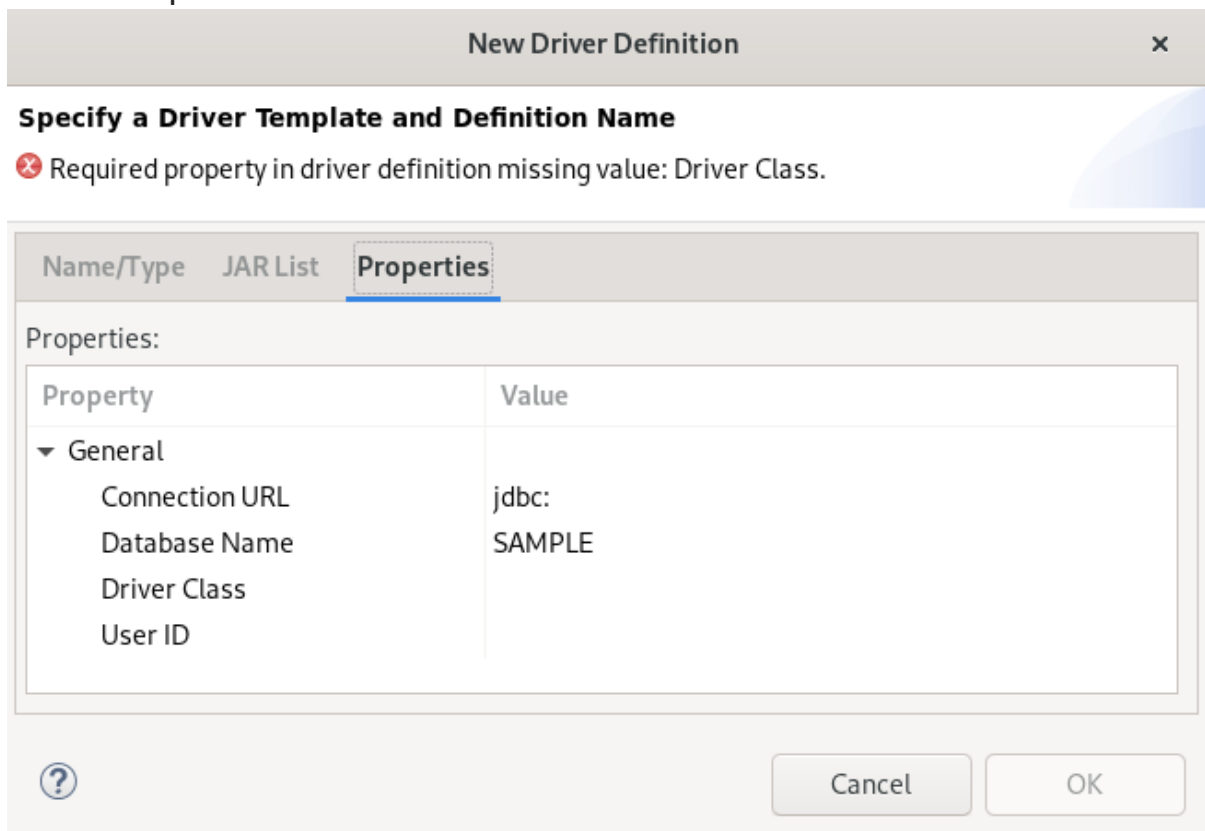 New Driver Definition ×
Specify a Driver Template and Definition Name
Required property in driver definition missing value: Driver Class.
Name/Type JAR List Properties
Properties:
Property Value
General
Connection URL jdbc:
Database Name SAMPLE
Driver Class
User ID
? Cancel OK